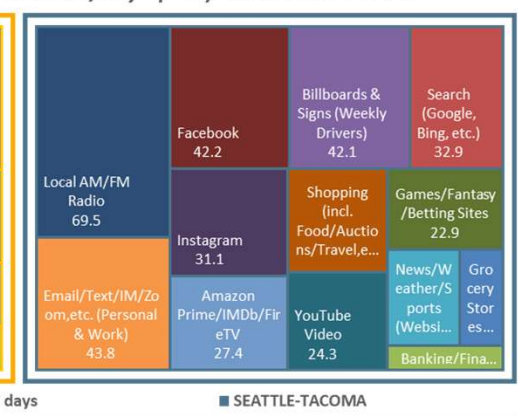 Local AM/FM
Radio
69.5
Email/Text/IM/Zo
om,etc. (Personal
& Work)
43.8
Facebook
42.2
Instagram
31.1
Amazon
Prime/IMDb/Fir
eTV
27.4
Billboards &
Signs (Weekly
Drivers)
42.1
Search
(Google,
Bing, etc.)
32.9
Shopping
(incl.
Food/Auctio
ns/Travel,e...
YouTube
Video
24.3
Games/Fantasy
/Betting Sites
22.9
News/W
eather/S
ports
(Websi...
Gro
cery
Stor
es...
Banking/Fina...
days
SEATTLE-TACOMA